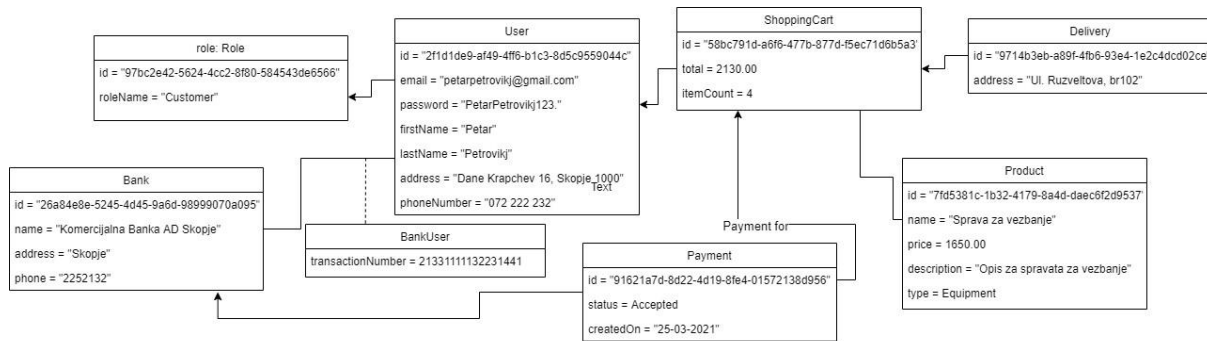 role: Role
id = "97bc2e42-5624-4cc2-8f80-584543de6566"
roleName = "Customer"
User
id = "2f1d1de9-af49-4ff6-b1c3-8d5c9559044c"
email = "petarpetrovikj@gmail.com"
password = "PetarPetrovikj123."
firstName = "Petar"
lastName = "Petrovikj"
address = "Dane Krapchev 16, Skopje 1000"
Text
phoneNumber = "072 222 232"
ShoppingCart
id = "58bc791d-a6f6-477b-877d-f5ec71d6b5a3"
total = 2130.00
itemCount = 4
Delivery
id = "9714b3eb-a89f-4fb6-93e4-1e2c4dcd02ce
address = "Ul. Ruzveltova, br102"
Bank
id = "26a84e8e-5245-4d45-9a6d-98999070a095"
name = "Komercijalna Banka AD Skopje"
address = "Skopje"
phone = "2252132"
BankUser
transactionNumber = 21331111132231441
Payment for
Payment
id = "91621a7d-8d22-4d19-8fe4-01572138d956"
status = Accepted
createdOn = "25-03-2021"
Product
id = "7fd5381c-1b32-4179-8a4d-daec6f2d9537"
name = "Sprava za vezbanje"
price = 1650.00
description = "Opis za spravata za vezbanje"
type = Equipment